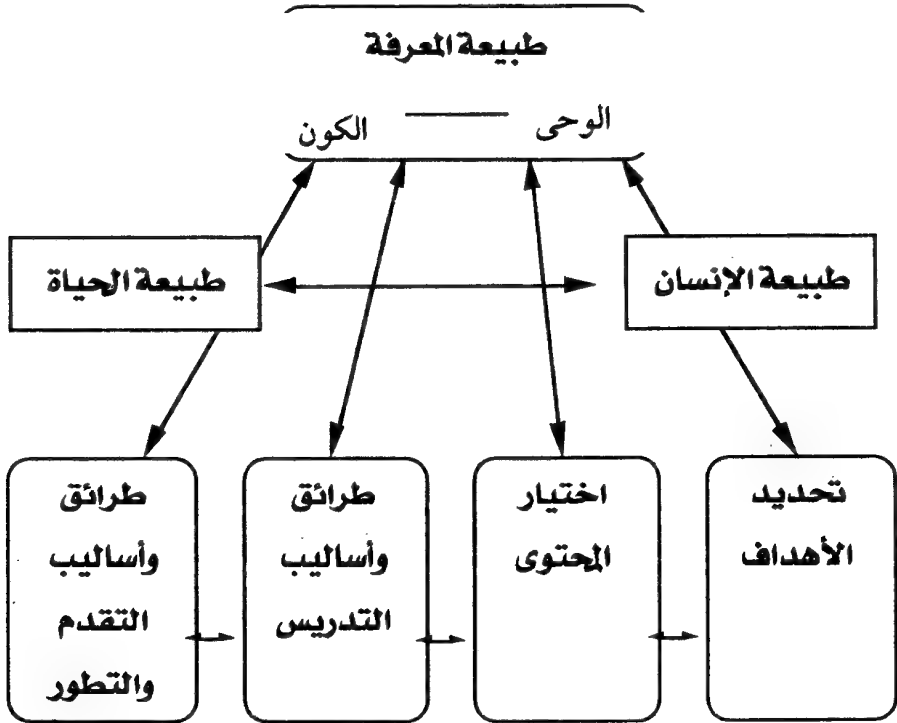 طبيعة المعرفة
الوحى — الكون
طبيعة الإنسان
طبيعة الحياة
تحديد
الأهداف
اختيار
المحتوى
طرائق
وأساليب
التدريس
طرائق
وأساليب
التقدم
والتطور